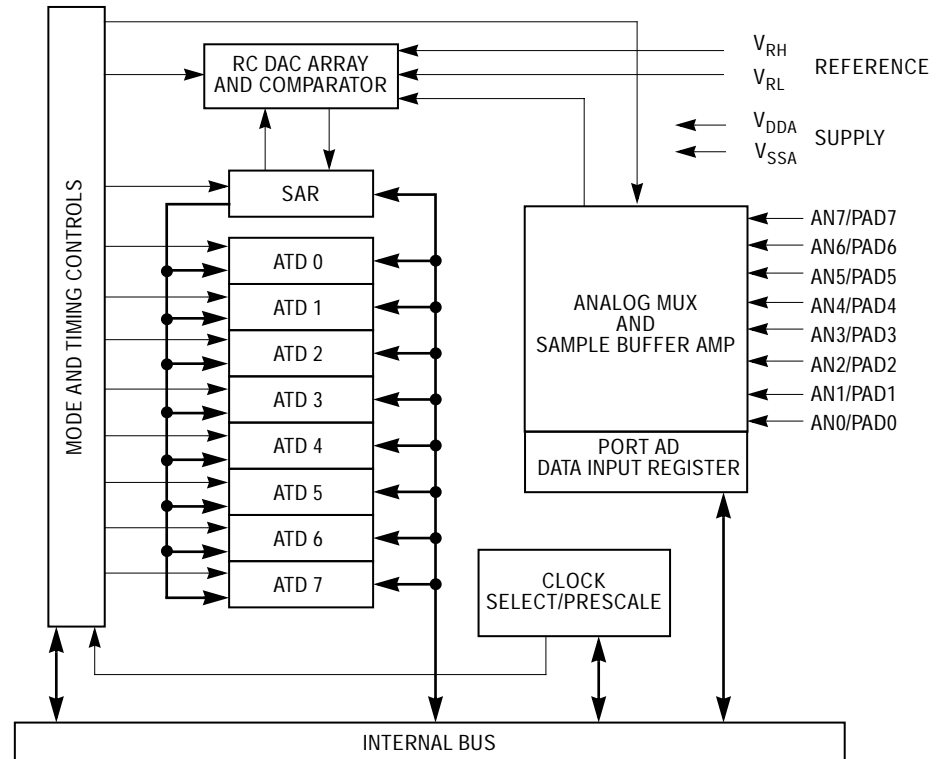 MODE AND TIMING CONTROLS
RC DAC ARRAY
AND COMPARATOR
V_RH
V_RL
REFERENCE
V_DDA
V_SSA
SUPPLY
SAR
ATD 0
ATD 1
ATD 2
ATD 3
ATD 4
ATD 5
ATD 6
ATD 7
ANALOG MUX
AND
SAMPLE BUFFER AMP
PORT AD
DATA INPUT REGISTER
AN7/PAD7
AN6/PAD6
AN5/PAD5
AN4/PAD4
AN3/PAD3
AN2/PAD2
AN1/PAD1
AN0/PAD0
CLOCK
SELECT/PRESCALE
INTERNAL BUS